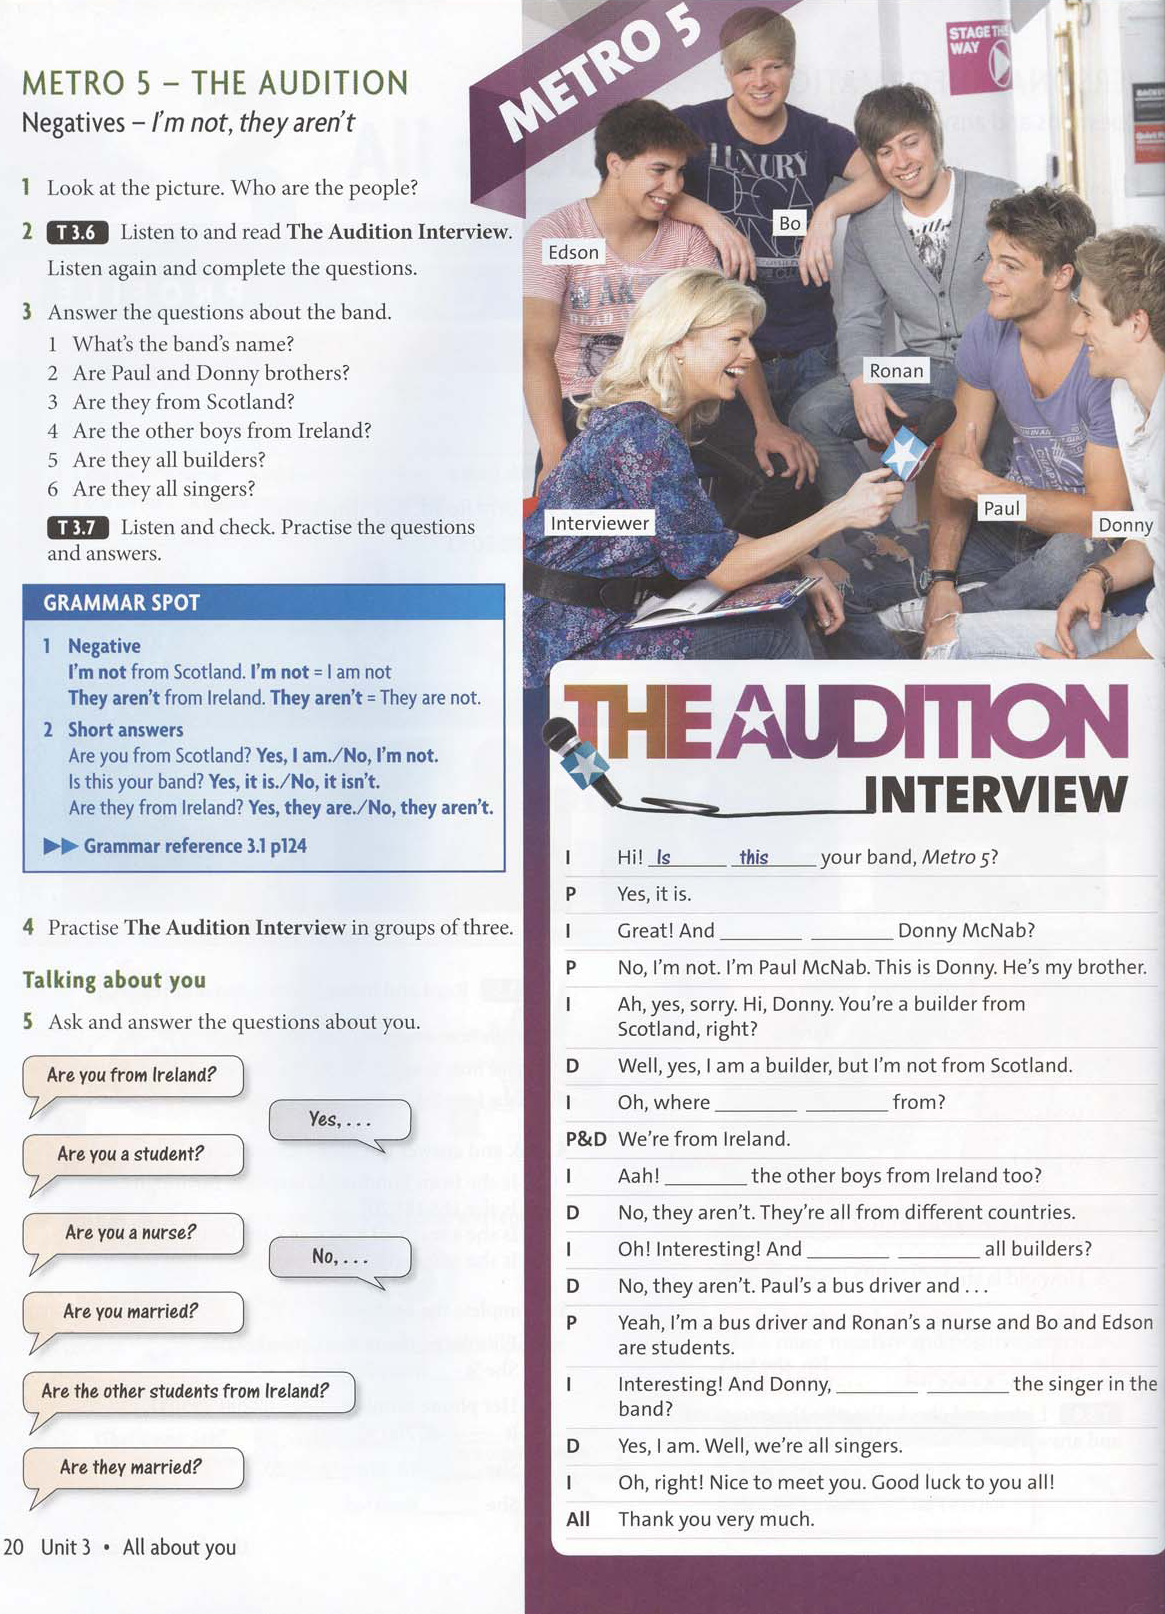 METRO 5 – THE AUDITION
Negatives – I'm not, they aren't
1 Look at the picture. Who are the people?
2 T 3.6 Listen to and read The Audition Interview.
Listen again and complete the questions.
3 Answer the questions about the band.
1 What's the band's name?
2 Are Paul and Donny brothers?
3 Are they from Scotland?
4 Are the other boys from Ireland?
5 Are they all builders?
6 Are they all singers?
T 3.7 Listen and check. Practise the questions
and answers.
GRAMMAR SPOT
1 Negative
I'm not from Scotland. I'm not = I am not
They aren't from Ireland. They aren't = They are not.
2 Short answers
Are you from Scotland? Yes, I am./No, I'm not.
Is this your band? Yes, it is./No, it isn't.
Are they from Ireland? Yes, they are./No, they aren't.
Grammar reference 3.1 p124
4 Practise The Audition Interview in groups of three.
Talking about you
5 Ask and answer the questions about you.
Are you from Ireland?
Yes, ...
Are you a student?
Are you a nurse?
No, ...
Are you married?
Are the other students from Ireland?
Are they married?
20 Unit 3 • All about you
METRO 5
STAGE THIS
WAY
LUXURY
Bo
Edson
Ronan
Paul
Interviewer
Donny
THE AUDITION
INTERVIEW
I Hi! Is this your band, Metro 5?
P Yes, it is.
I Great! And ________ ________ Donny McNab?
P No, I'm not. I'm Paul McNab. This is Donny. He's my brother.
I Ah, yes, sorry. Hi, Donny. You're a builder from
Scotland, right?
D Well, yes, I am a builder, but I'm not from Scotland.
I Oh, where ________ ________ from?
P&D We're from Ireland.
I Aah! ________ the other boys from Ireland too?
D No, they aren't. They're all from different countries.
I Oh! Interesting! And ________ ________ all builders?
D No, they aren't. Paul's a bus driver and ...
P Yeah, I'm a bus driver and Ronan's a nurse and Bo and Edson
are students.
I Interesting! And Donny, ________ ________ the singer in the
band?
D Yes, I am. Well, we're all singers.
I Oh, right! Nice to meet you. Good luck to you all!
All Thank you very much.